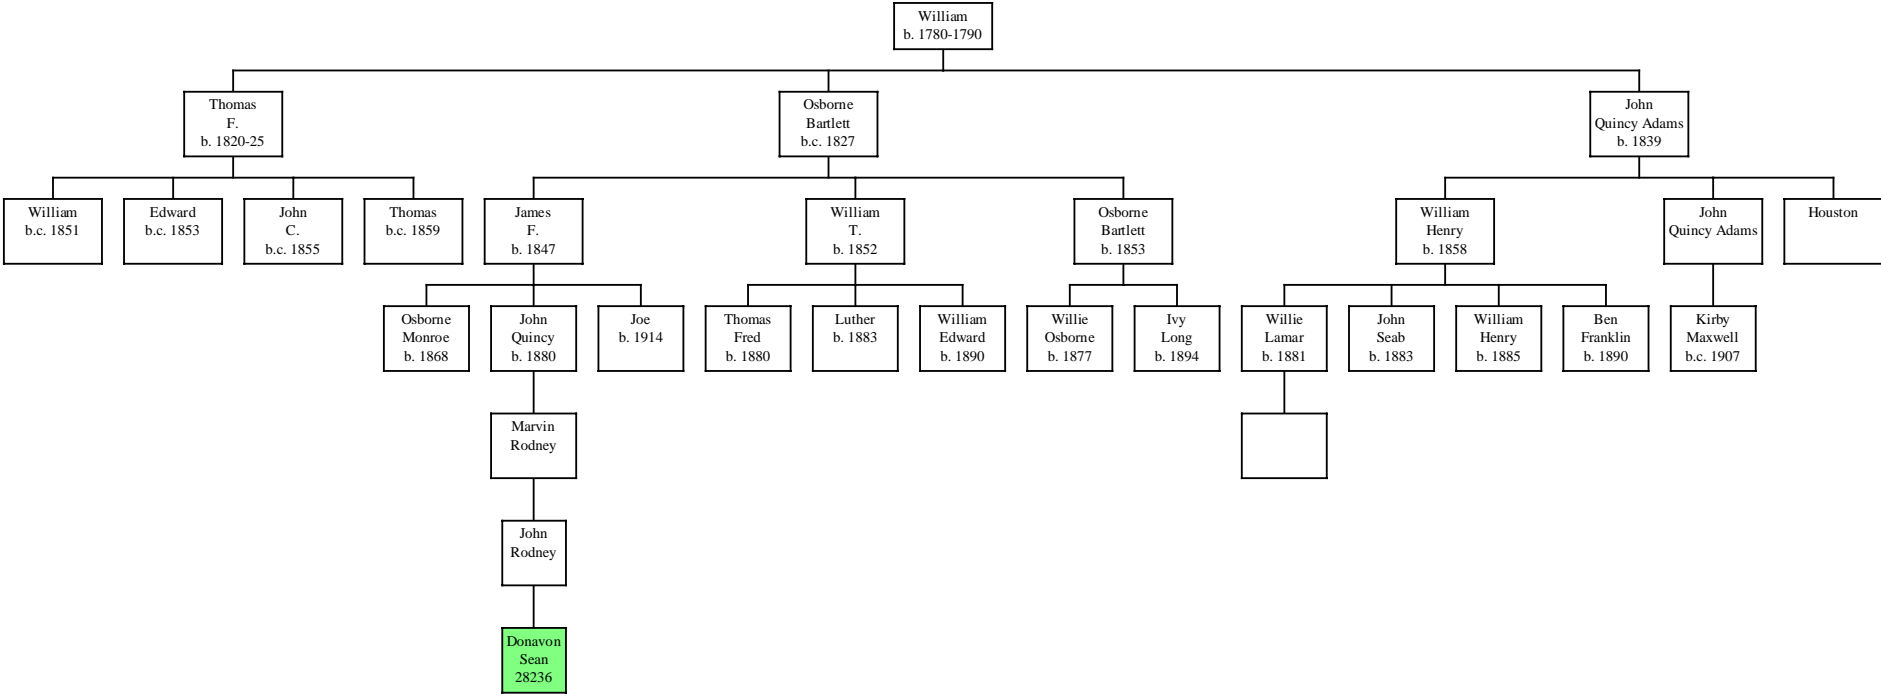 William
b. 1780-1790
Thomas
F.
b. 1820-25
Osborne
Bartlett
b.c. 1827
John
Quincy Adams
b. 1839
William
b.c. 1851
Edward
b.c. 1853
John
C.
b.c. 1855
Thomas
b.c. 1859
James
F.
b. 1847
William
T.
b. 1852
Osborne
Bartlett
b. 1853
William
Henry
b. 1858
John
Quincy Adams
Houston
Osborne
Monroe
b. 1868
John
Quincy
b. 1880
Joe
b. 1914
Thomas
Fred
b. 1880
Luther
b. 1883
William
Edward
b. 1890
Willie
Osborne
b. 1877
Ivy
Long
b. 1894
Willie
Lamar
b. 1881
John
Seab
b. 1883
William
Henry
b. 1885
Ben
Franklin
b. 1890
Kirby
Maxwell
b.c. 1907
Marvin
Rodney
John
Rodney
Donavon
Sean
28236